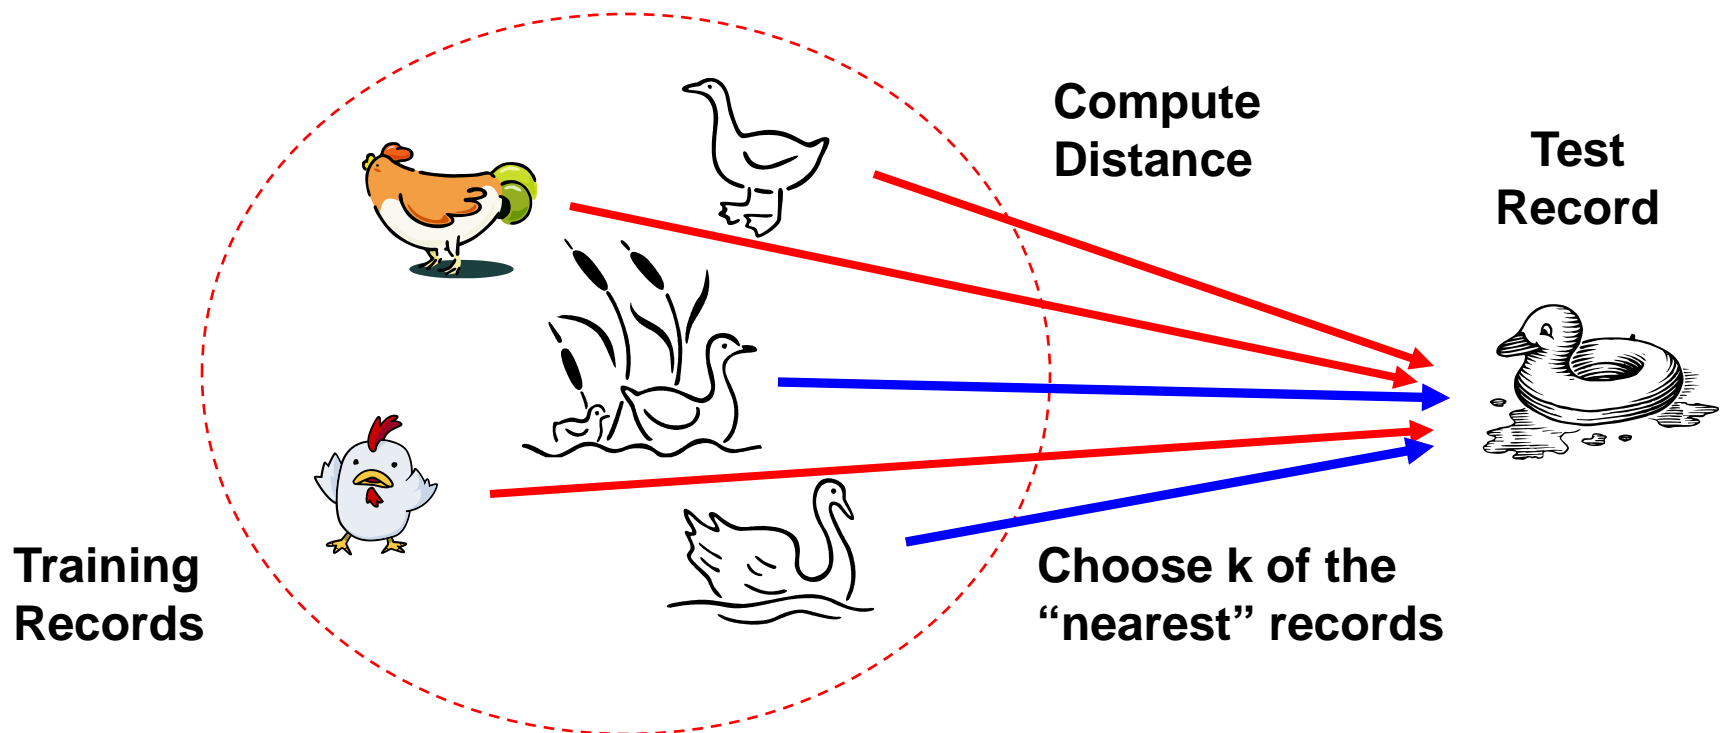 Compute
Distance
Test
Record
Training
Records
Choose k of the
“nearest” records